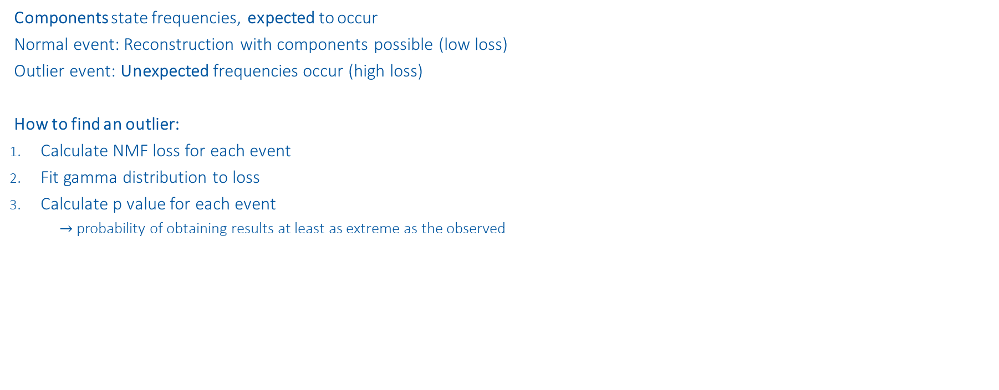 Components state frequencies, expected to occur
Normal event: Reconstruction with components possible (low loss)
Outlier event: Unexpected frequencies occur (high loss)
How to find an outlier:
1. Calculate NMF loss for each event
2. Fit gamma distribution to loss
3. Calculate p value for each event
→ probability of obtaining results at least as extreme as the observed